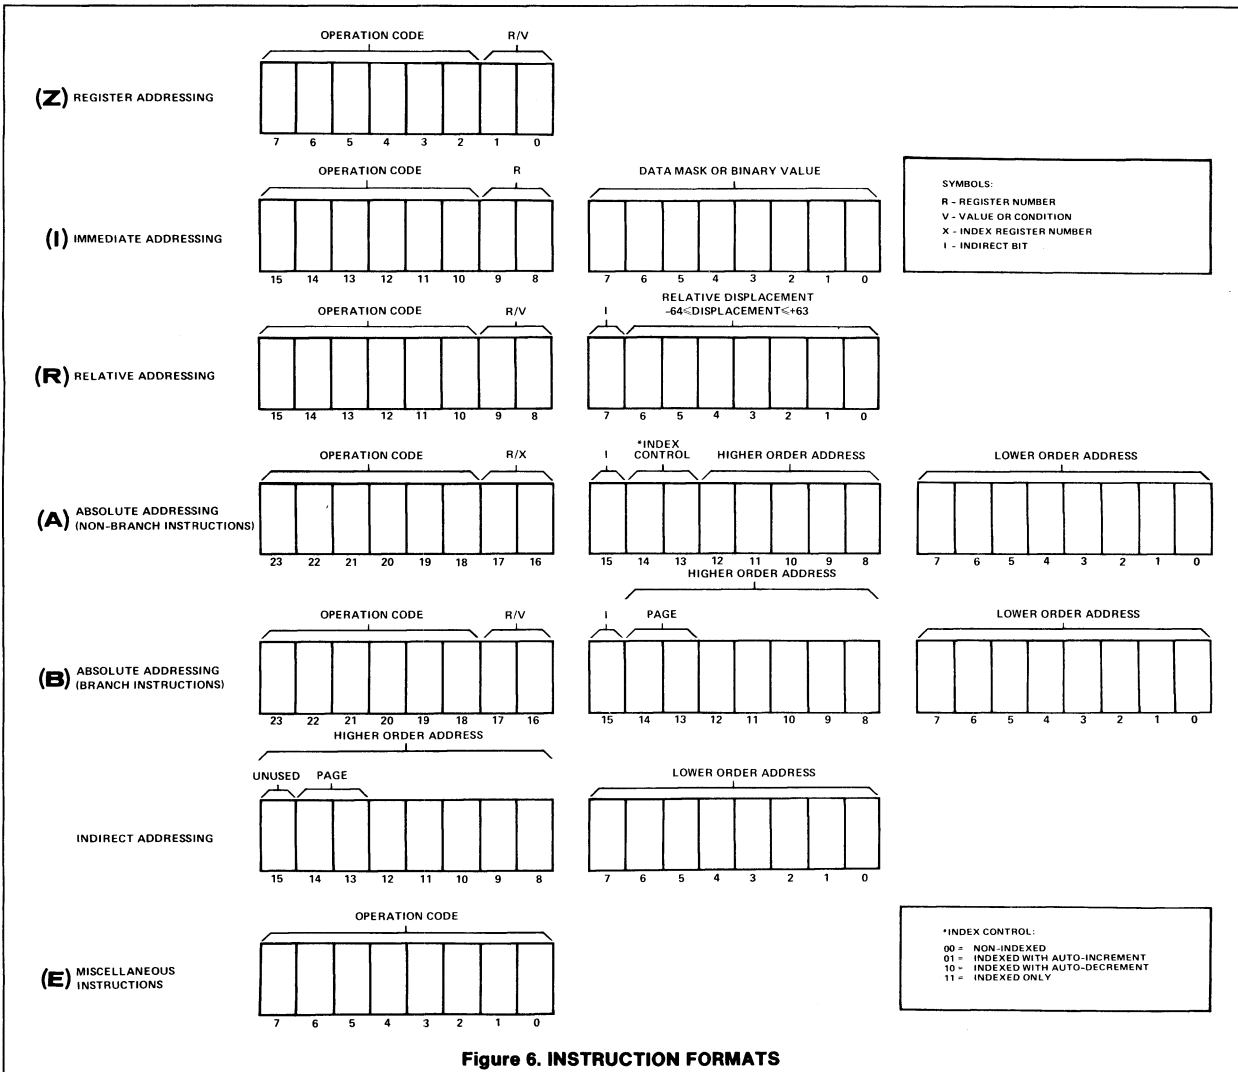 OPERATION CODE R/V
(Z) REGISTER ADDRESSING
7 6 5 4 3 2 1 0
OPERATION CODE R DATA MASK OR BINARY VALUE
(I) IMMEDIATE ADDRESSING
15 14 13 12 11 10 9 8 7 6 5 4 3 2 1 0
SYMBOLS:
R - REGISTER NUMBER
V - VALUE OR CONDITION
X - INDEX REGISTER NUMBER
I - INDIRECT BIT
OPERATION CODE R/V I RELATIVE DISPLACEMENT
-64≤DISPLACEMENT≤+63
(R) RELATIVE ADDRESSING
15 14 13 12 11 10 9 8 7 6 5 4 3 2 1 0
OPERATION CODE R/X I *INDEX CONTROL HIGHER ORDER ADDRESS LOWER ORDER ADDRESS
(A) ABSOLUTE ADDRESSING
(NON-BRANCH INSTRUCTIONS)
23 22 21 20 19 18 17 16 15 14 13 12 11 10 9 8 7 6 5 4 3 2 1 0
HIGHER ORDER ADDRESS
OPERATION CODE R/V I PAGE LOWER ORDER ADDRESS
(B) ABSOLUTE ADDRESSING
(BRANCH INSTRUCTIONS)
23 22 21 20 19 18 17 16 15 14 13 12 11 10 9 8 7 6 5 4 3 2 1 0
HIGHER ORDER ADDRESS
UNUSED PAGE LOWER ORDER ADDRESS
INDIRECT ADDRESSING
15 14 13 12 11 10 9 8 7 6 5 4 3 2 1 0
OPERATION CODE
(E) MISCELLANEOUS
INSTRUCTIONS
7 6 5 4 3 2 1 0
*INDEX CONTROL:
00 = NON-INDEXED
01 = INDEXED WITH AUTO-INCREMENT
10 = INDEXED WITH AUTO-DECREMENT
11 = INDEXED ONLY
Figure 6. INSTRUCTION FORMATS